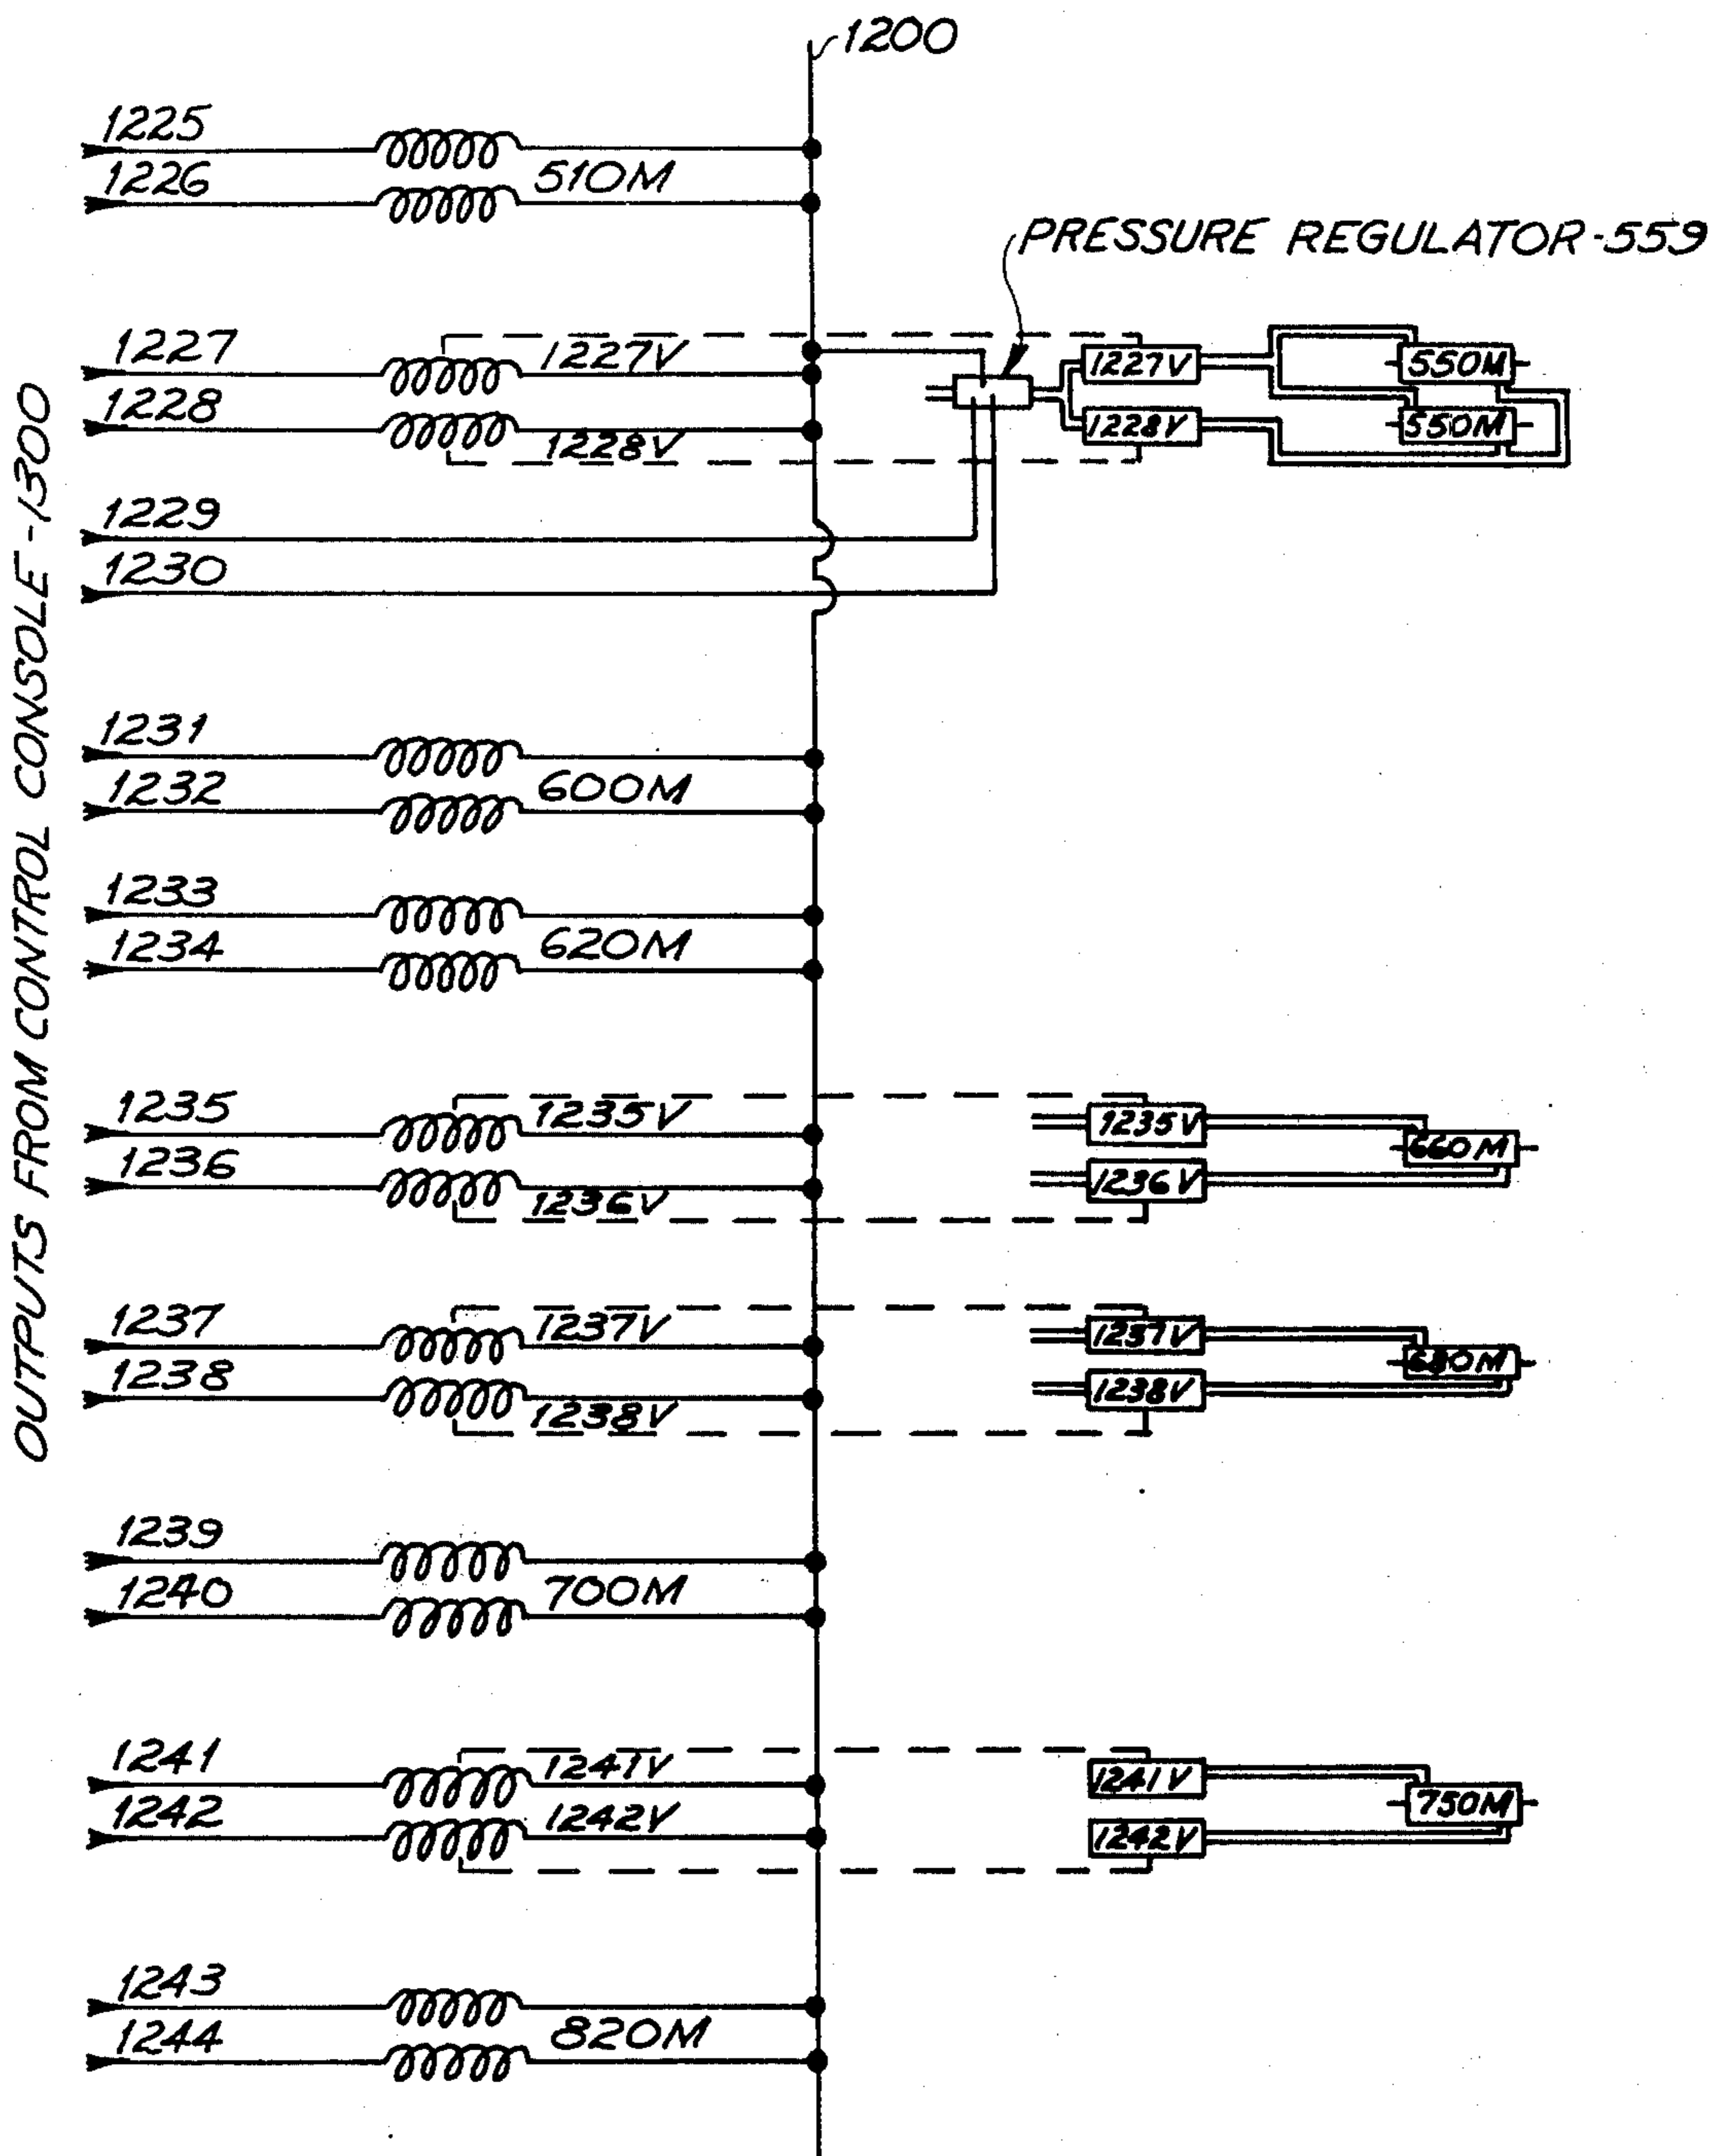 1200
1225
1226
510M
PRESSURE REGULATOR-559
1227
1227V
1227V
550M
1228
1228V
1228V
550M
1229
1230
OUTPUTS FROM CONTROL CONSOLE-1300
1231
1232
600M
1233
1234
620M
1235
1235V
1235V
660M
1236
1236V
1236V
1237
1237V
1237V
1238
1238V
1238V
1239
1240
700M
1241
1241V
1241V
750M
1242
1242V
1242V
1243
1244
820M